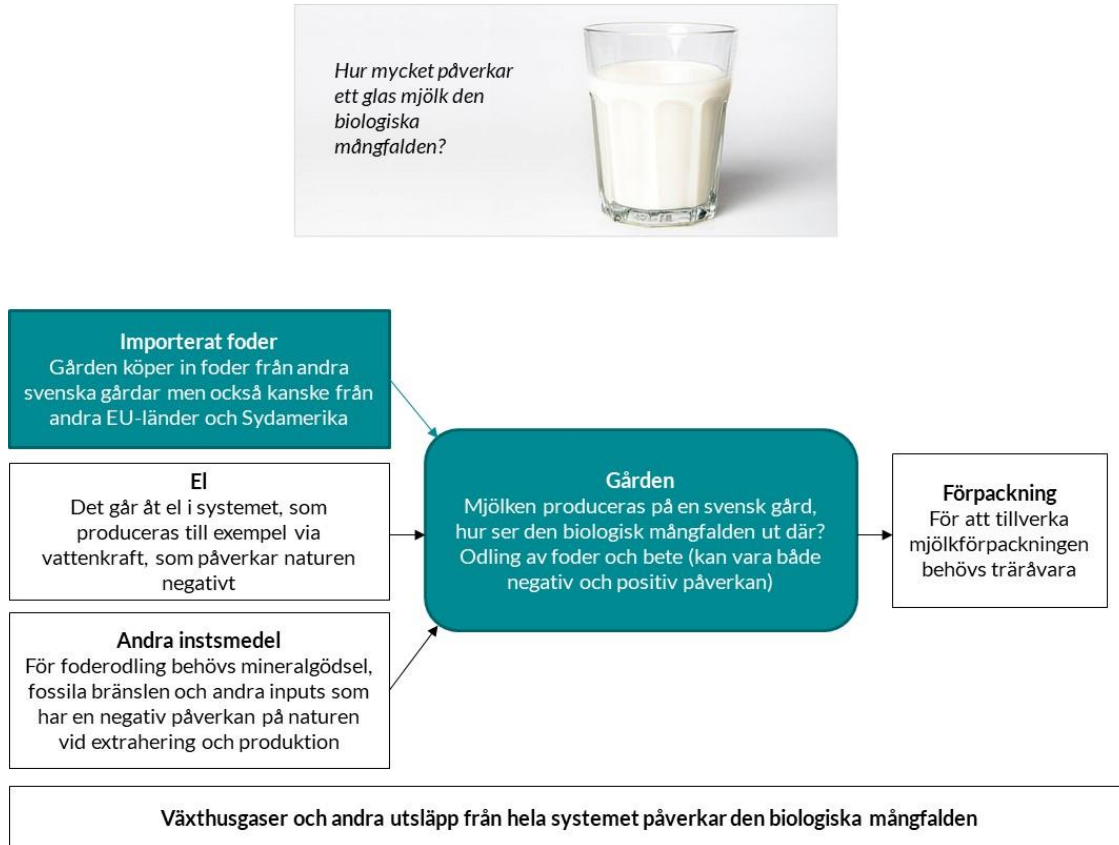 Hur mycket påverkar
ett glas mjölk den
biologiska
mångfalden?
Importerat foder
Gården köper in foder från andra
svenska gårdar men också kanske från
andra EU-länder och Sydamerika
El
Det går åt el i systemet, som
produceras till exempel via
vattenkraft, som påverkar naturen
negativt
Andra instsmedel
För foderodling behövs mineralgödsel,
fossila bränslen och andra inputs som
har en negativ påverkan på naturen
vid extrahering och produktion
Gården
Mjölken produceras på en svensk gård,
hur ser den biologisk mångfalden ut där?
Odling av foder och bete (kan vara både
negativ och positiv påverkan)
Förpackning
För att tillverka
mjölkförpackningen
behövs träråvara
Växthusgaser och andra utsläpp från hela systemet påverkar den biologiska mångfalden